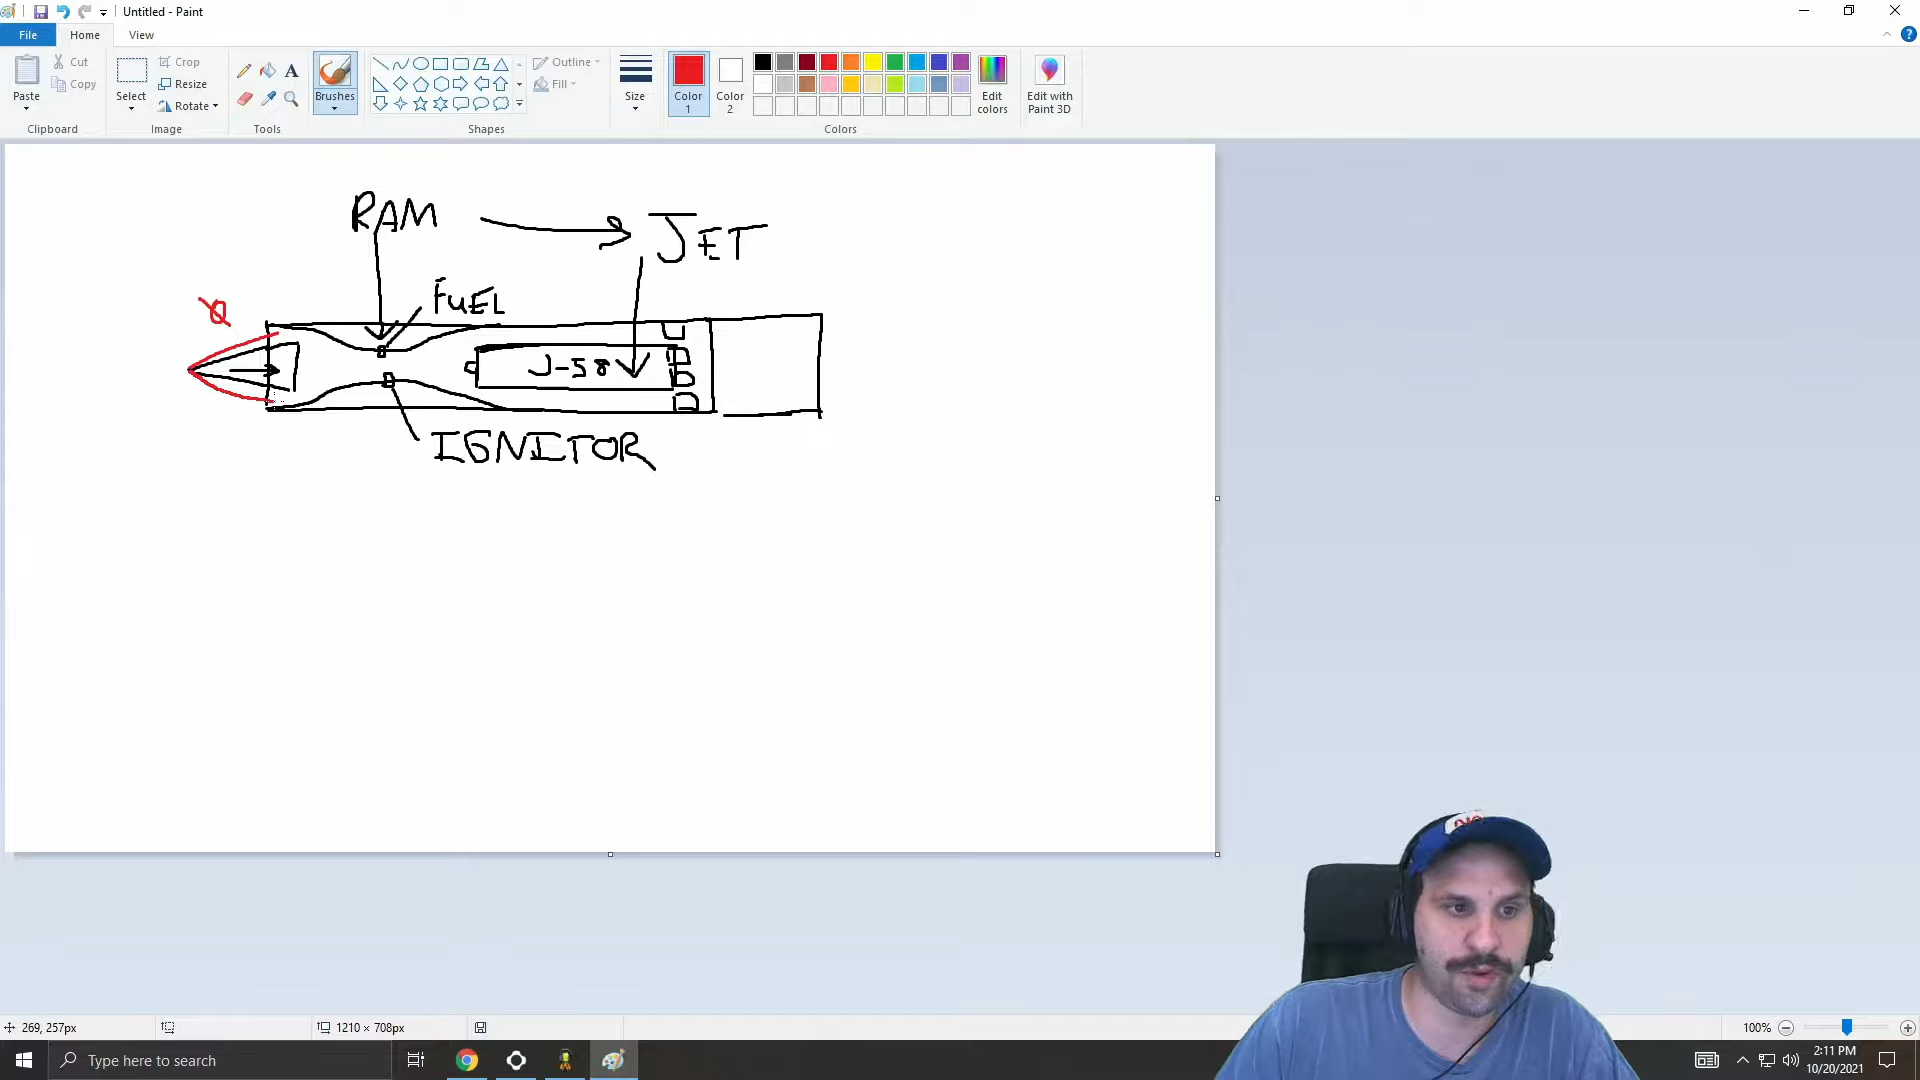 Untitled - Paint
File Home View
Paste
Cut
Copy
Clipboard
Select
Crop
Resize
Rotate
Image
Tools
Brushes
Outline
Fill
Shapes
Size
Color 1
Color 2
Edit colors
Edit with Paint 3D
Colors
RAM
JET
FUEL
J-58
IGNITOR
269, 257px
1210 × 708px
100%
Type here to search
2:11 PM
10/20/2021